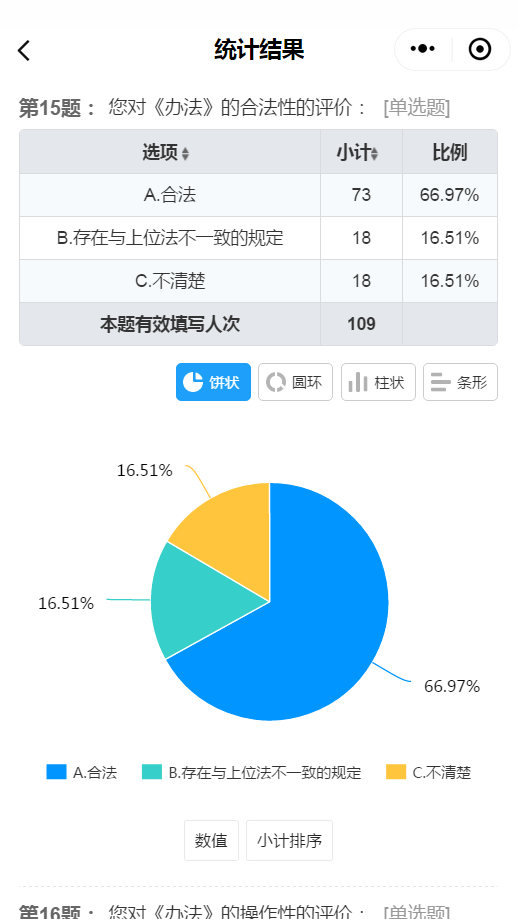 统计结果
第15题： 您对《办法》的合法性的评价： [单选题]
选项 小计 比例
A.合法 73 66.97%
B.存在与上位法不一致的规定 18 16.51%
C.不清楚 18 16.51%
本题有效填写人次 109
饼状 圆环 柱状 条形
16.51%
16.51%
66.97%
A.合法 B.存在与上位法不一致的规定 C.不清楚
数值 小计排序
第16题： 您对《办法》的操作性的评价： [单选题]